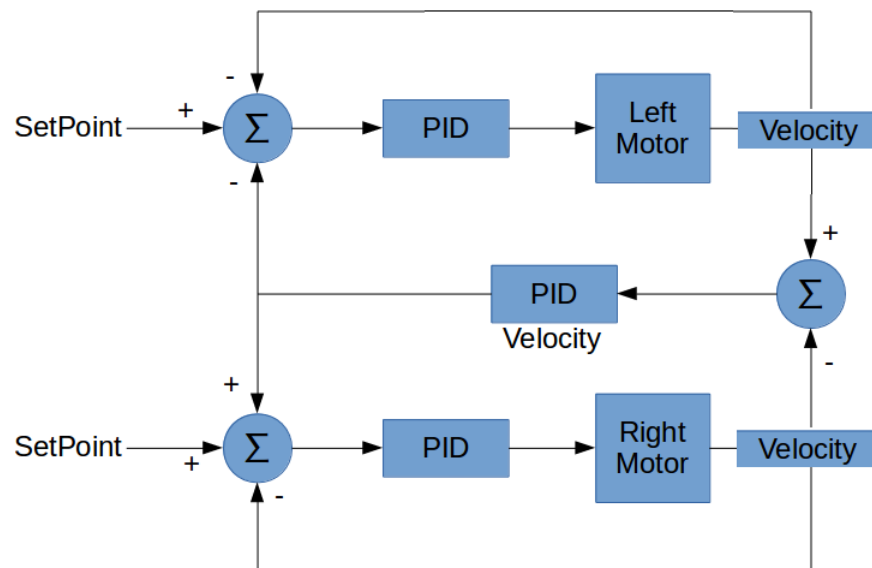 -
+
SetPoint
Σ
PID
Left
Motor
Velocity
-
+
Σ
PID
Velocity
-
+
SetPoint
+
Σ
PID
Right
Motor
Velocity
-